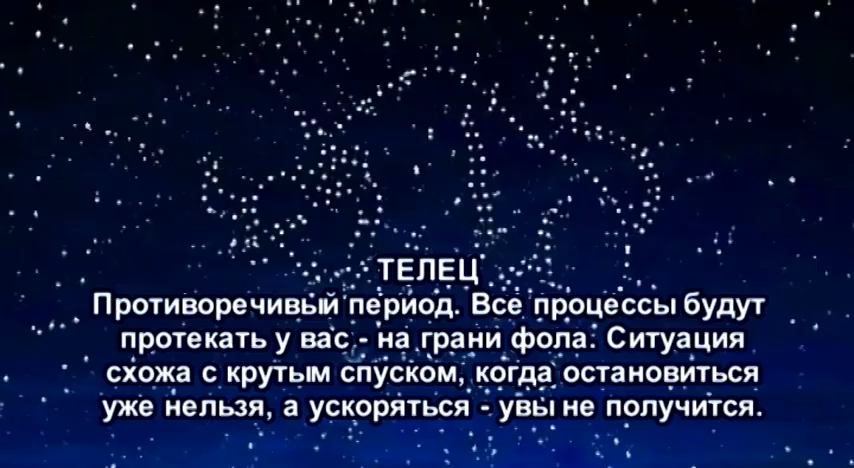 ТЕЛЕЦ
Противоречивый период. Все процессы будут
протекать у вас - на грани фола. Ситуация
схожа с крутым спуском, когда остановиться
уже нельзя, а ускоряться - увы не получится.